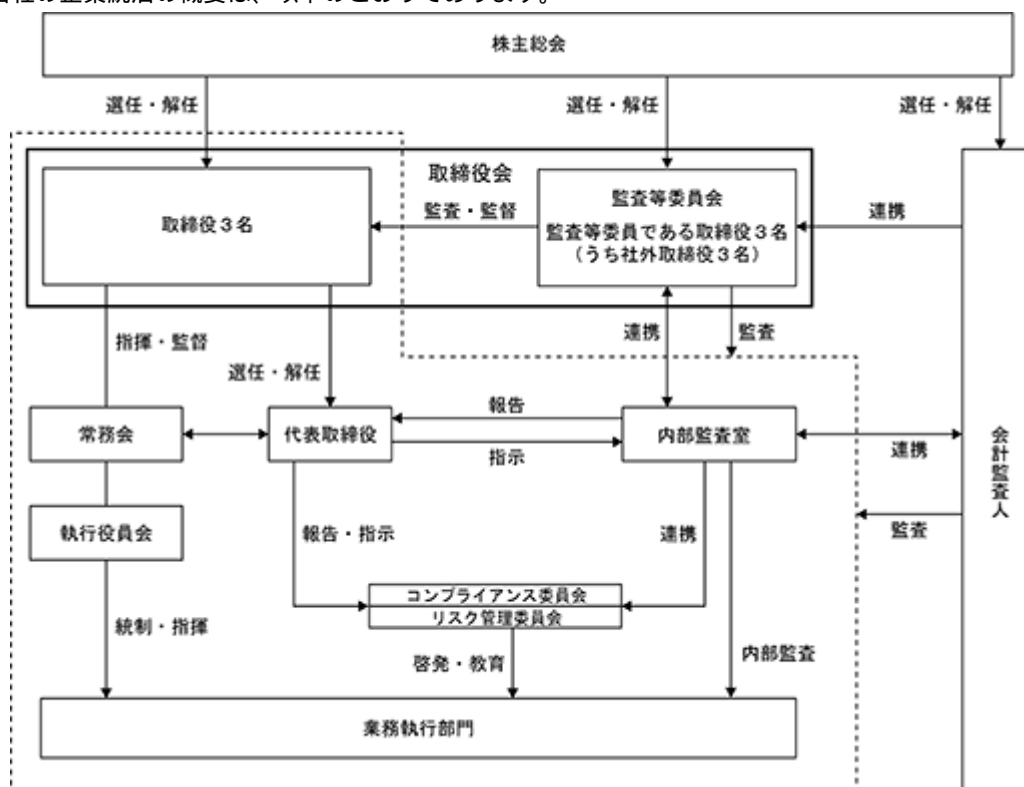 当社の企業統治の概要は、以下のとおりであります。
株主総会
選任・解任
選任・解任
選任・解任
取締役会
取締役3名
監査・監督
監査等委員会
監査等委員である取締役3名
(うち社外取締役3名)
連携
指揮・監督
選任・解任
連携
監査
常務会
代表取締役
報告
指示
内部監査室
連携
会計監査人
執行役員会
報告・指示
連携
監査
コンプライアンス委員会
リスク管理委員会
統制・指揮
啓発・教育
内部監査
業務執行部門